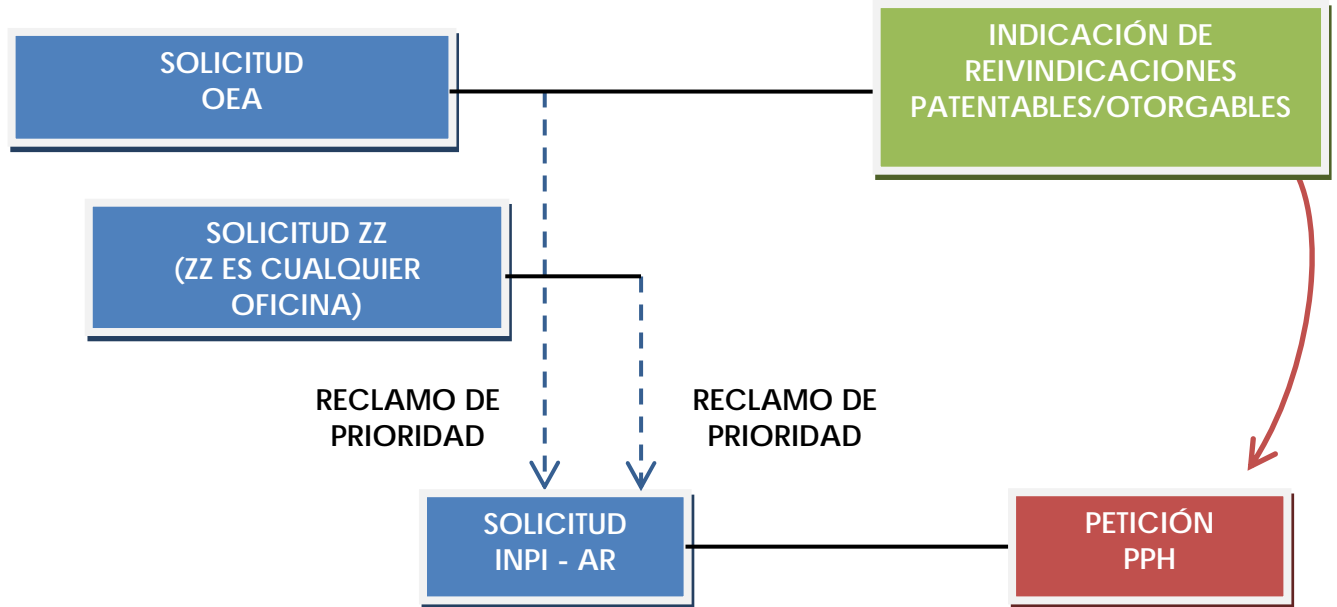 SOLICITUD
OEA
INDICACIÓN DE
REIVINDICACIONES
PATENTABLES/OTORGABLES
SOLICITUD ZZ
(ZZ ES CUALQUIER
OFICINA)
RECLAMO DE
PRIORIDAD
RECLAMO DE
PRIORIDAD
SOLICITUD
INPI - AR
PETICIÓN
PPH